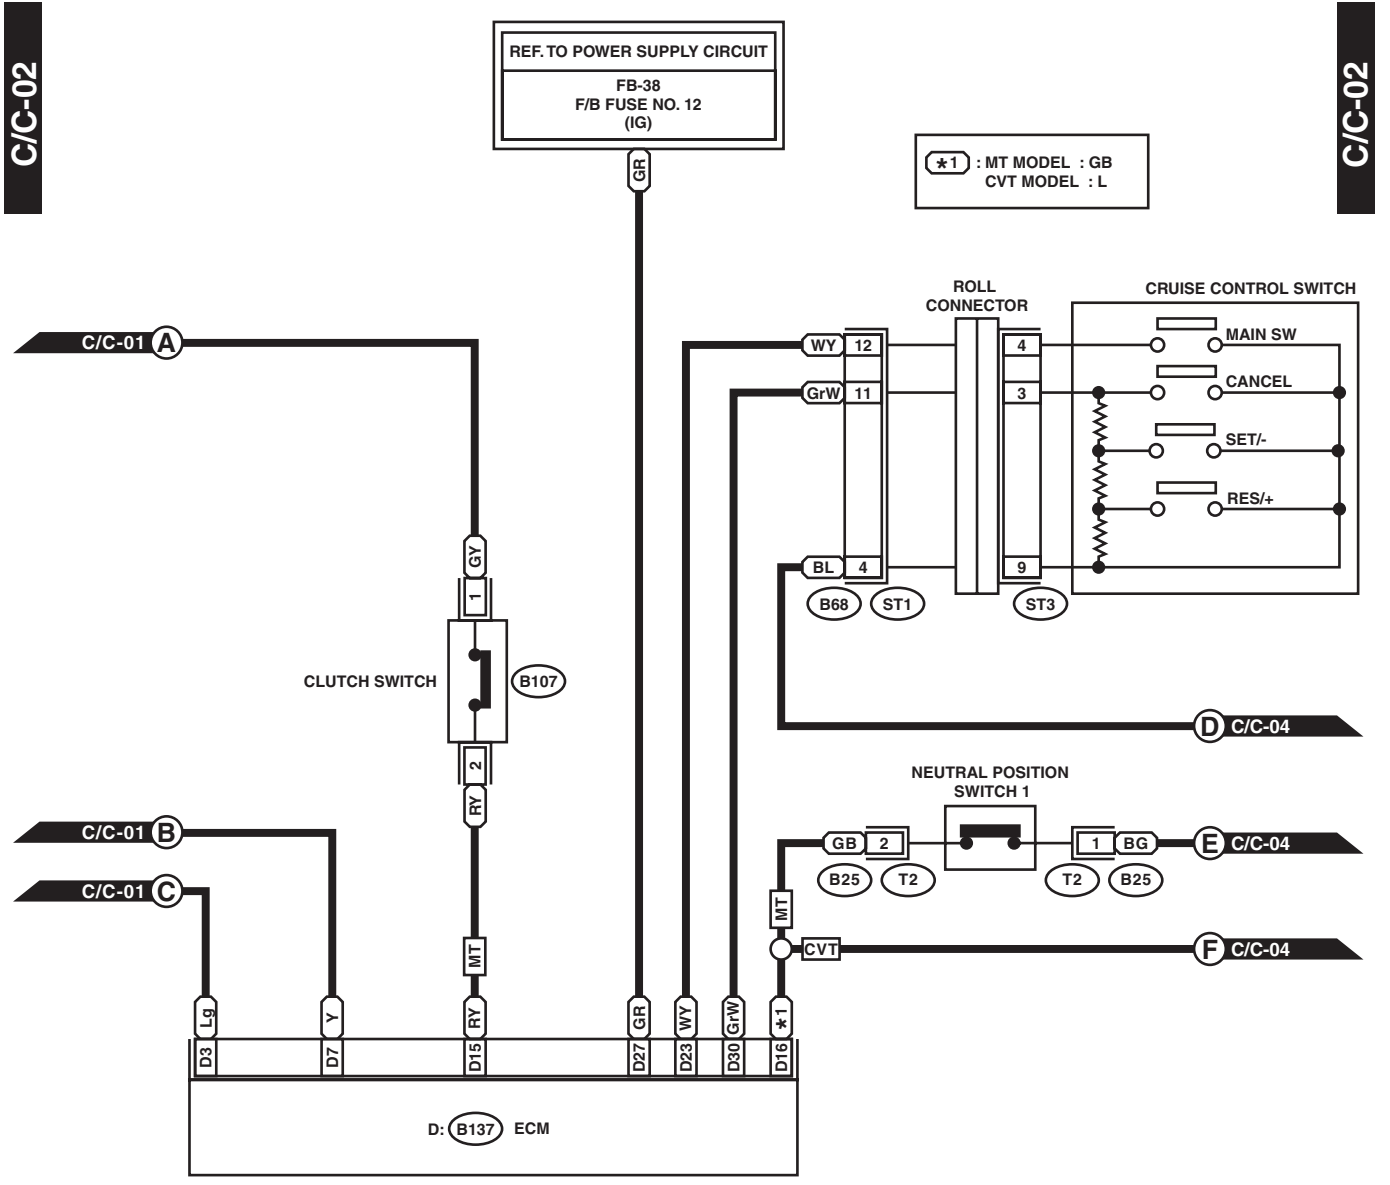 C/C-02
C/C-02
REF. TO POWER SUPPLY CIRCUIT
FB-38
F/B FUSE NO. 12
(IG)
GR
*1 : MT MODEL : GB
CVT MODEL : L
ROLL
CONNECTOR
CRUISE CONTROL SWITCH
C/C-01 A
WY 12
4
MAIN SW
GrW 11
3
CANCEL
SET/-
RES/+
BL 4
9
B68 ST1
ST3
GY
1
CLUTCH SWITCH
B107
2
RY
D C/C-04
NEUTRAL POSITION
SWITCH 1
C/C-01 B
GB 2
1 BG
E C/C-04
B25 T2
T2 B25
C/C-01 C
MT
MT
CVT
F C/C-04
Lg
Y
RY
GR
WY
GrW
*1
D3
D7
D15
D27
D23
D30
D16
D: B137 ECM